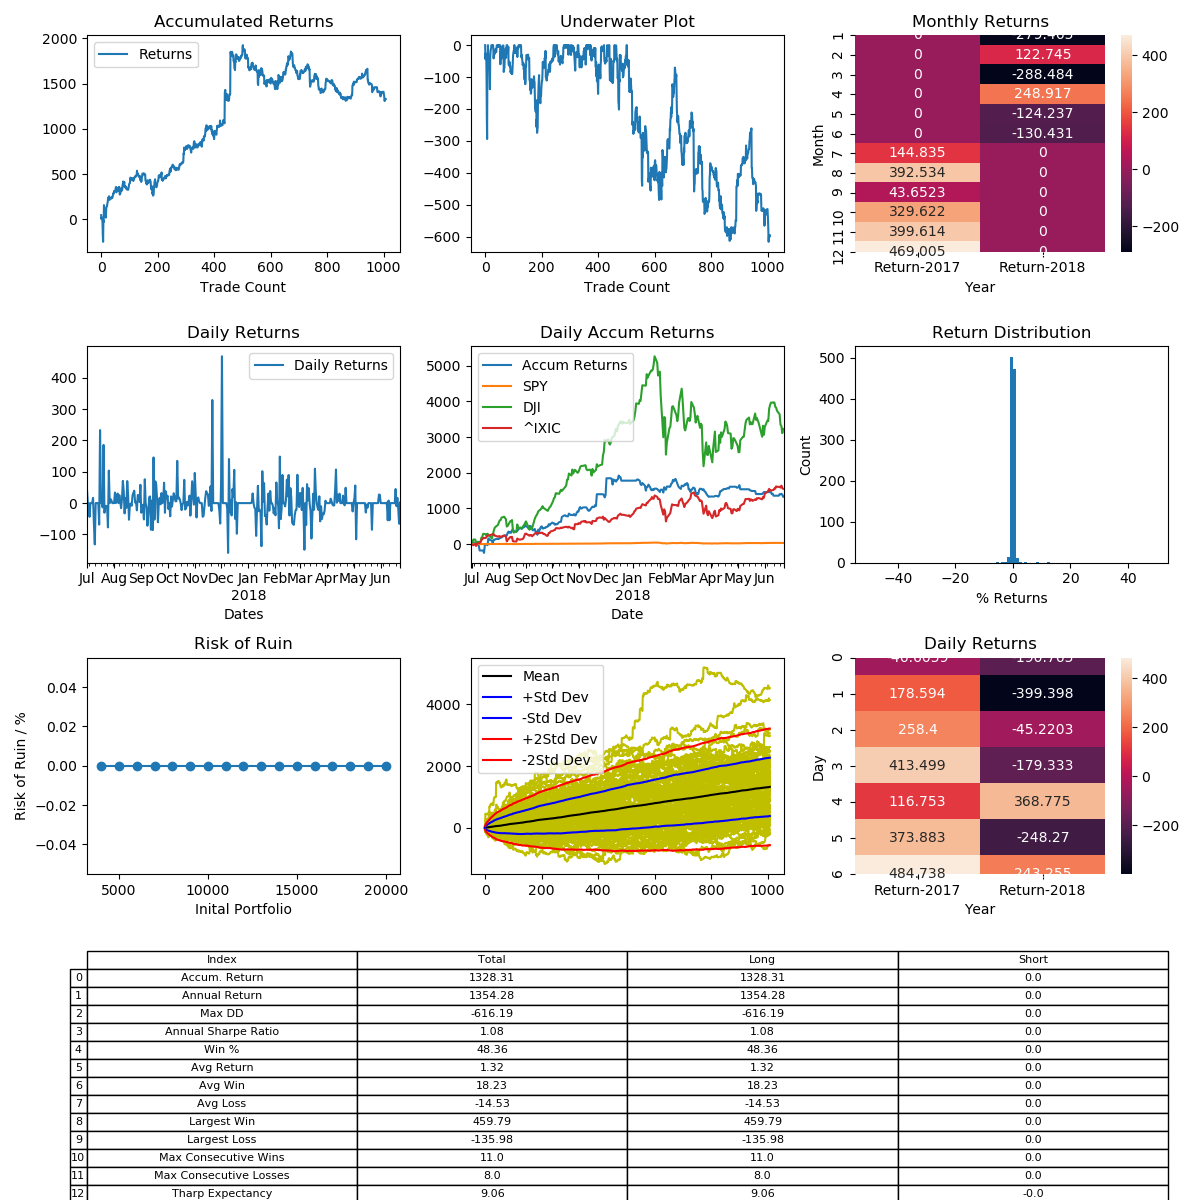 Accumulated Returns
Returns
2000
1500
1000
500
0
0 200 400 600 800 1000
Trade Count
Underwater Plot
0
−100
−200
−300
−400
−500
−600
0 200 400 600 800 1000
Trade Count
Monthly Returns
Month
1 0
2 0 122.745
3 0 -288.484
4 0 248.917
5 0 -124.237
6 0 -130.431
7 144.835 0
8 392.534 0
9 43.6523 0
10 329.622 0
11 399.614 0
12 469.005 0
Return-2017 Return-2018
Year
400
200
0
−200
Daily Returns
Daily Returns
400
300
200
100
0
−100
Jul Aug Sep Oct Nov Dec Jan Feb Mar Apr May Jun
2018
Dates
Daily Accum Returns
Accum Returns
SPY
DJI
^IXIC
5000
4000
3000
2000
1000
0
Jul Aug Sep Oct Nov Dec Jan Feb Mar Apr May Jun
2018
Date
Return Distribution
Count
500
400
300
200
100
0
−40 −20 0 20 40
% Returns
Risk of Ruin
Risk of Ruin / %
0.04
0.02
0.00
−0.02
−0.04
5000 10000 15000 20000
Inital Portfolio
Mean
+Std Dev
-Std Dev
+2Std Dev
-2Std Dev
4000
2000
0
0 200 400 600 800 1000
Daily Returns
Day
0
1 178.594 -399.398
2 258.4 -45.2203
3 413.499 -179.333
4 116.753 368.775
5 373.883 -248.27
6 484.738 243.255
Return-2017 Return-2018
Year
400
200
0
−200
Index Total Long Short
0 Accum. Return 1328.31 1328.31 0.0
1 Annual Return 1354.28 1354.28 0.0
2 Max DD -616.19 -616.19 0.0
3 Annual Sharpe Ratio 1.08 1.08 0.0
4 Win % 48.36 48.36 0.0
5 Avg Return 1.32 1.32 0.0
6 Avg Win 18.23 18.23 0.0
7 Avg Loss -14.53 -14.53 0.0
8 Largest Win 459.79 459.79 0.0
9 Largest Loss -135.98 -135.98 0.0
10 Max Consecutive Wins 11.0 11.0 0.0
11 Max Consecutive Losses 8.0 8.0 0.0
12 Tharp Expectancy 9.06 9.06 -0.0